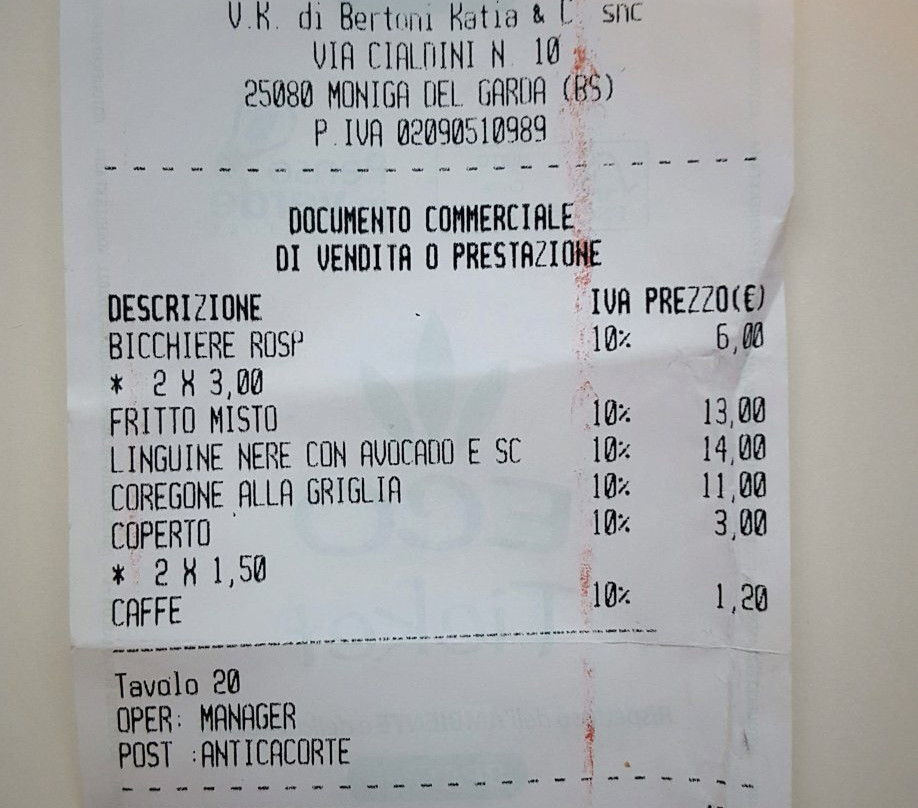 V.K. di Bertoni Katia & C. snc
VIA CIALDINI N 10
25080 MONIGA DEL GARDA (BS)
P.IVA 02090510989
DOCUMENTO COMMERCIALE
DI VENDITA O PRESTAZIONE
DESCRIZIONE IVA PREZZO(€)
BICCHIERE ROSP 10% 6,00
* 2 X 3,00
FRITTO MISTO 10% 13,00
LINGUINE NERE CON AVOCADO E SC 10% 14,00
COREGONE ALLA GRIGLIA 10% 11,00
COPERTO 10% 3,00
* 2 X 1,50
CAFFE 10% 1,20
Tavolo 20
OPER: MANAGER
POST :ANTICACORTE
ECO
Ticket